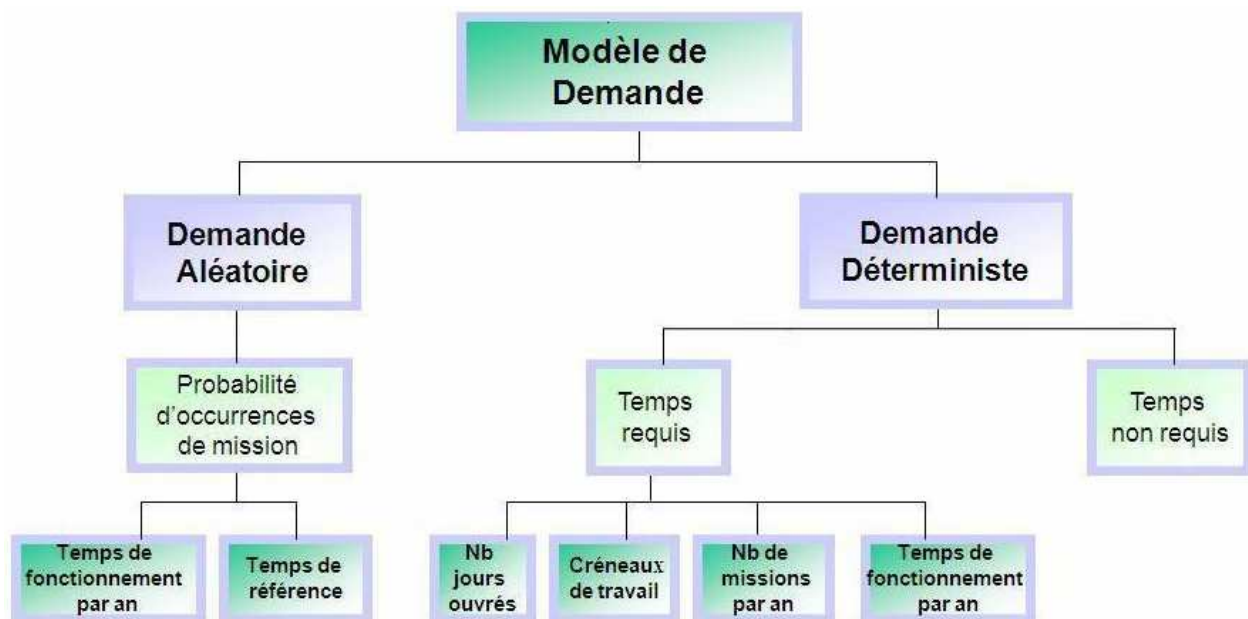 Modèle de
Demande
Demande
Aléatoire
Demande
Déterministe
Probabilité
d'occurrences
de mission
Temps
requis
Temps
non requis
Temps de
fonctionnement
par an
Temps de
référence
Nb
jours
ouvrés
Créneaux
de travail
Nb de
missions
par an
Temps de
fonctionnement
par an